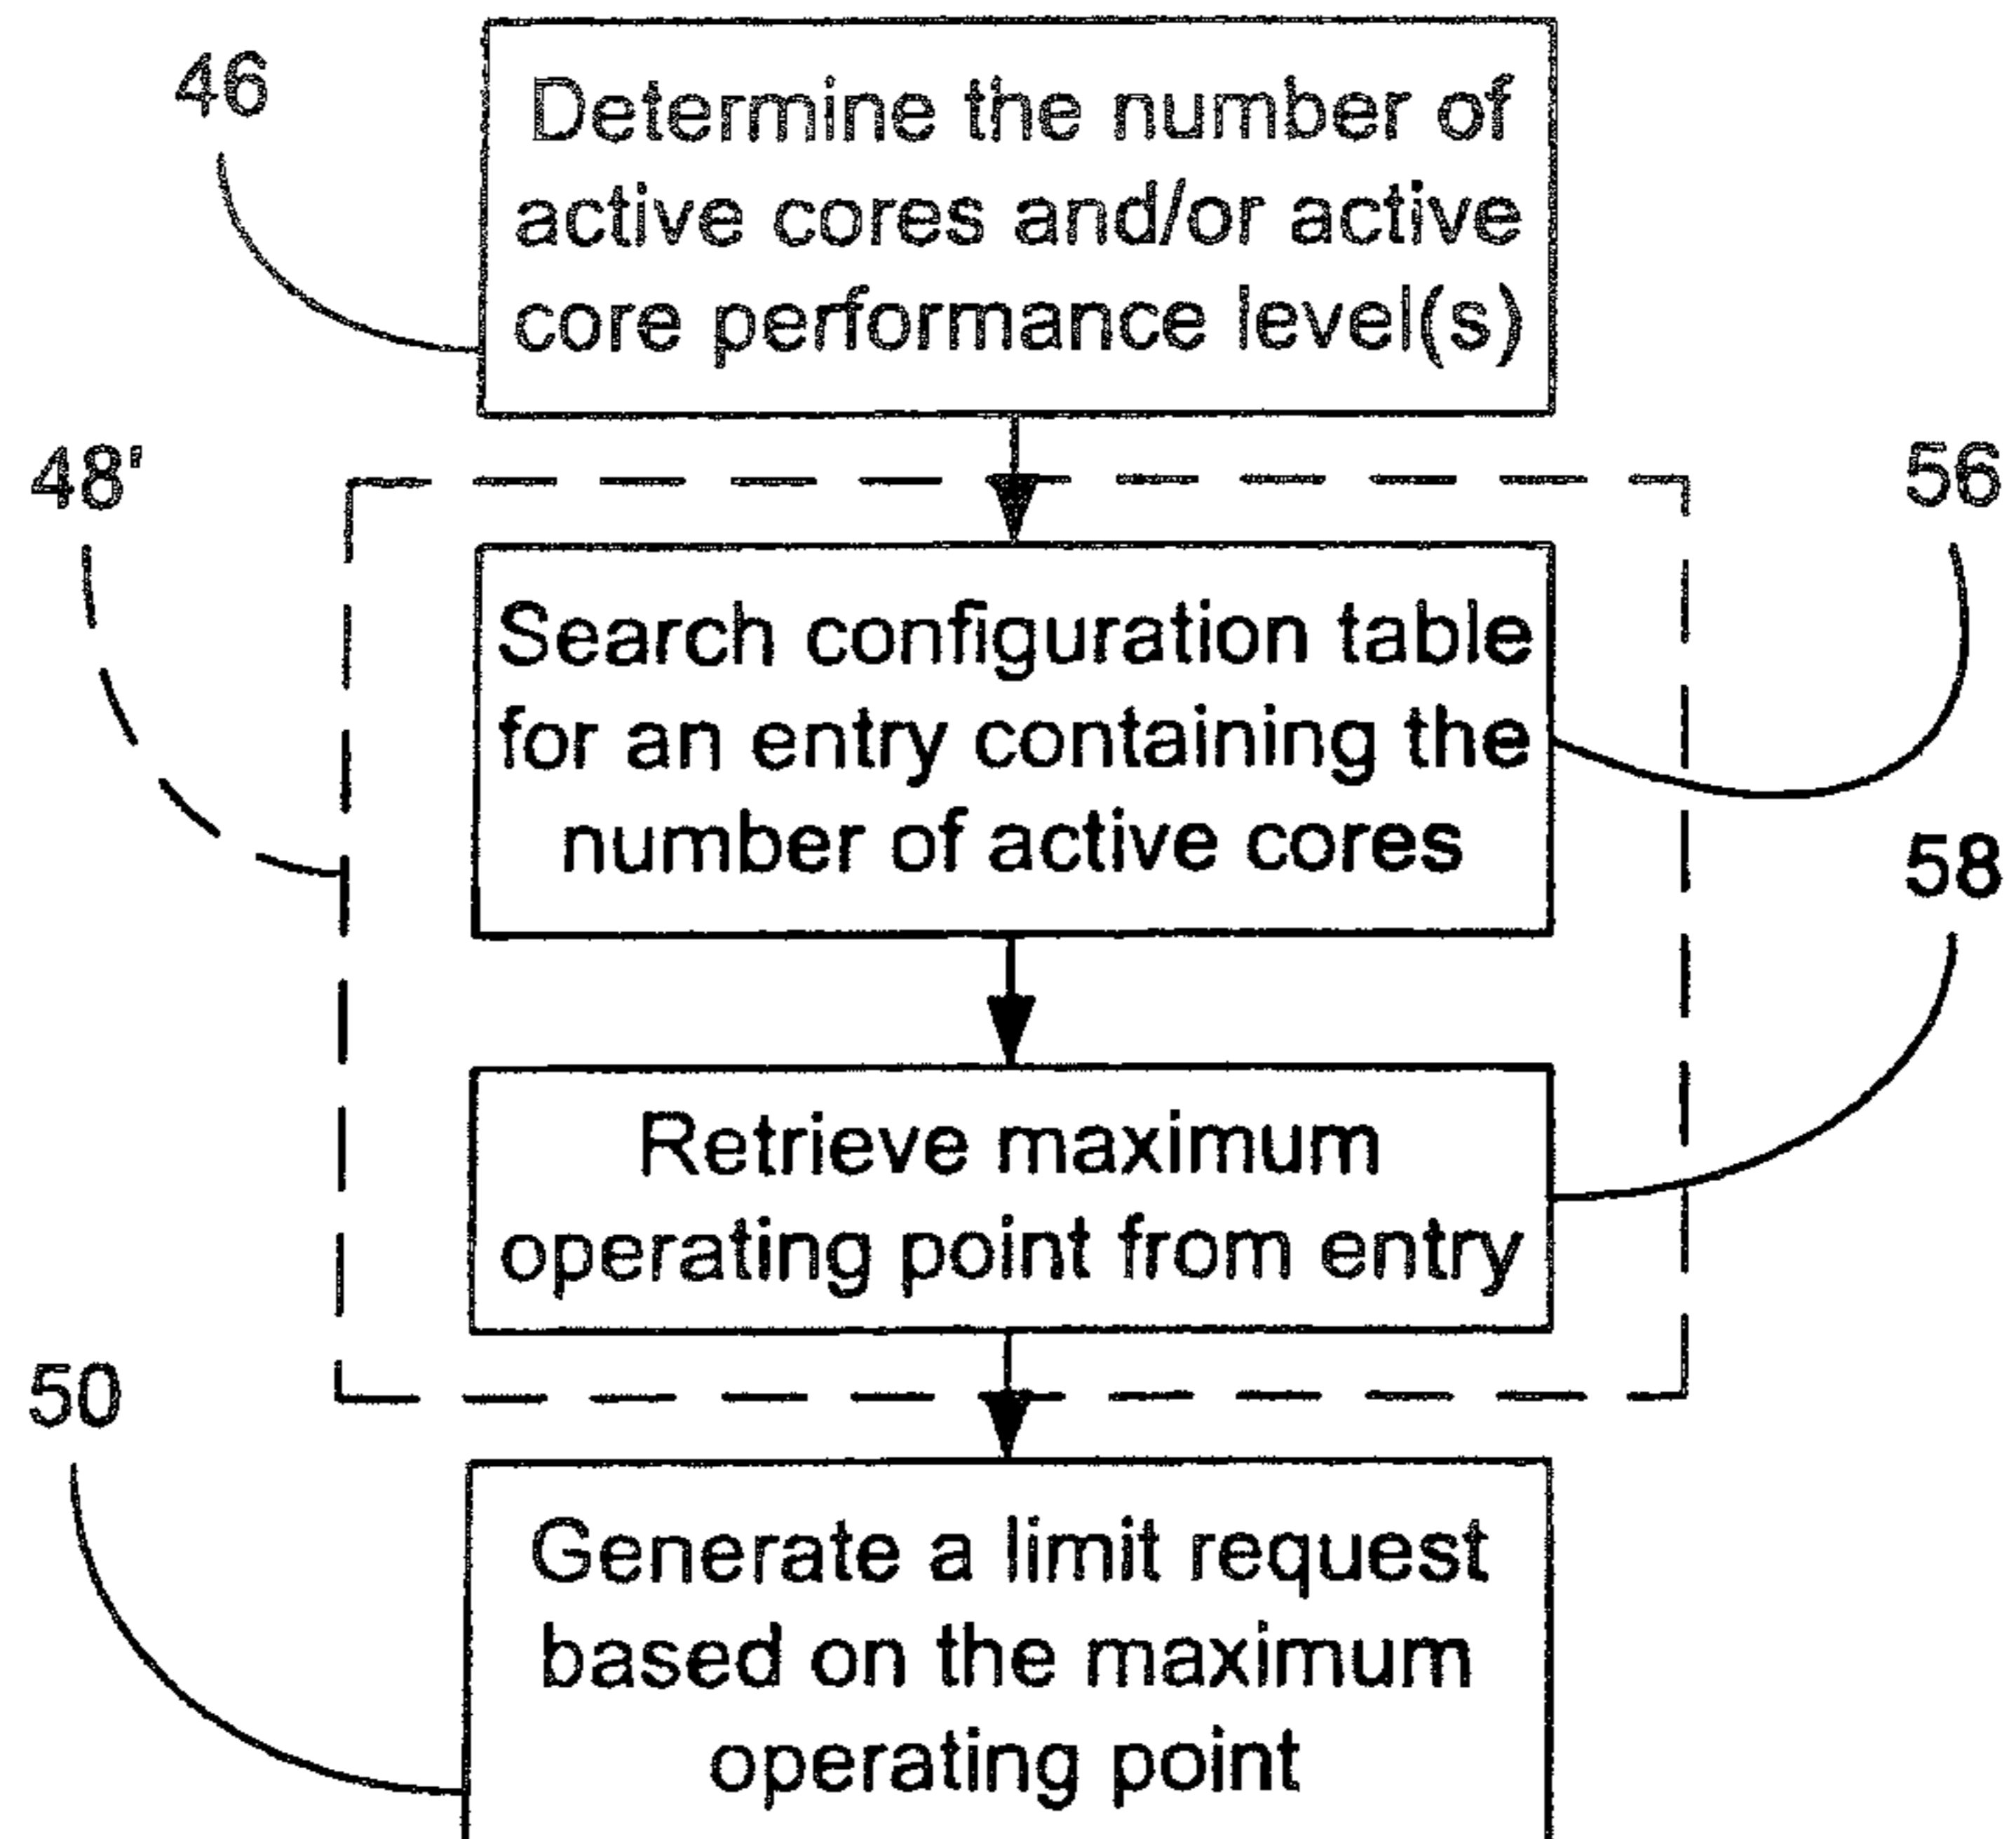 46
Determine the number of
active cores and/or active
core performance level(s)
48'
56
Search configuration table
for an entry containing the
number of active cores
58
Retrieve maximum
operating point from entry
50
Generate a limit request
based on the maximum
operating point